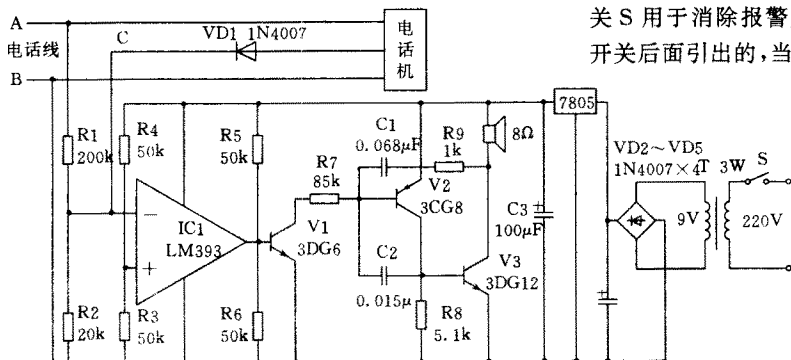 关 S 用于消除报警
开关后面引出的,当
A
电话线
B
C
VD1 1N4007
电话机
R1
200k
R4
50k
R5
50k
R7
85k
C1
0.068μF
R9
1k
8Ω
7805
VD2～VD5
1N4007×4
T
3W
S
9V
220V
IC1
LM393
V1
3DG6
V2
3CG8
C2
0.015μ
V3
3DG12
C3
100μF
R2
20k
R3
50k
R6
50k
R8
5.1k